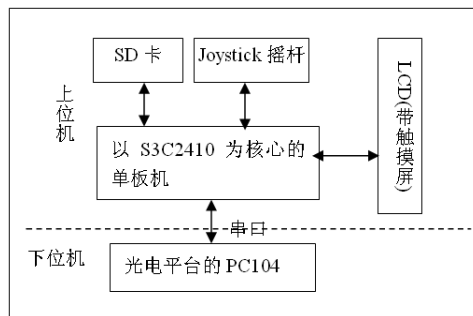 SD 卡
Joystick 摇杆
LCD(带触摸屏)
上位机
以 S3C2410 为核心的
单板机
串口
下位机
光电平台的 PC104